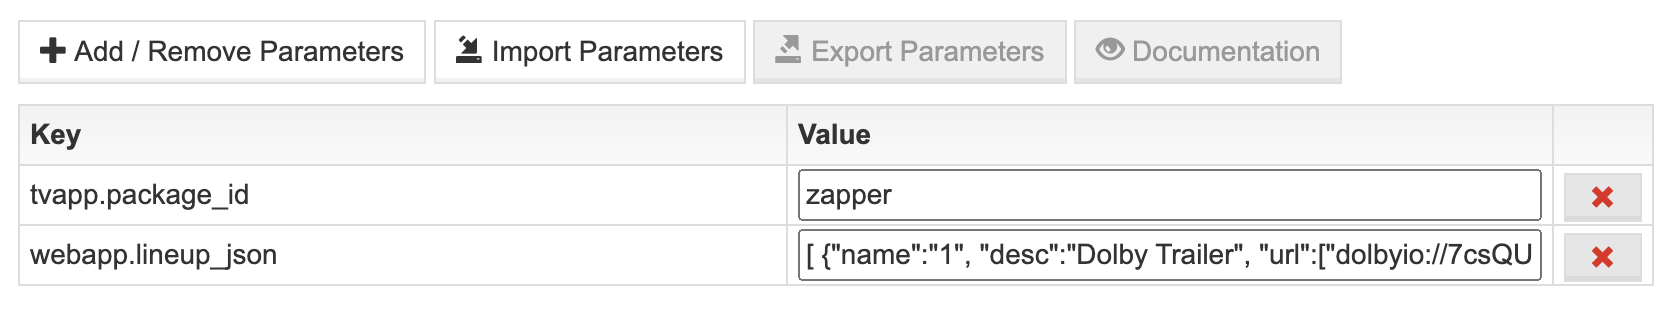 Add / Remove Parameters Import Parameters Export Parameters Documentation
Key Value
tvapp.package_id zapper
webapp.lineup_json [ {"name":"1", "desc":"Dolby Trailer", "url":["dolbyio://7csQU